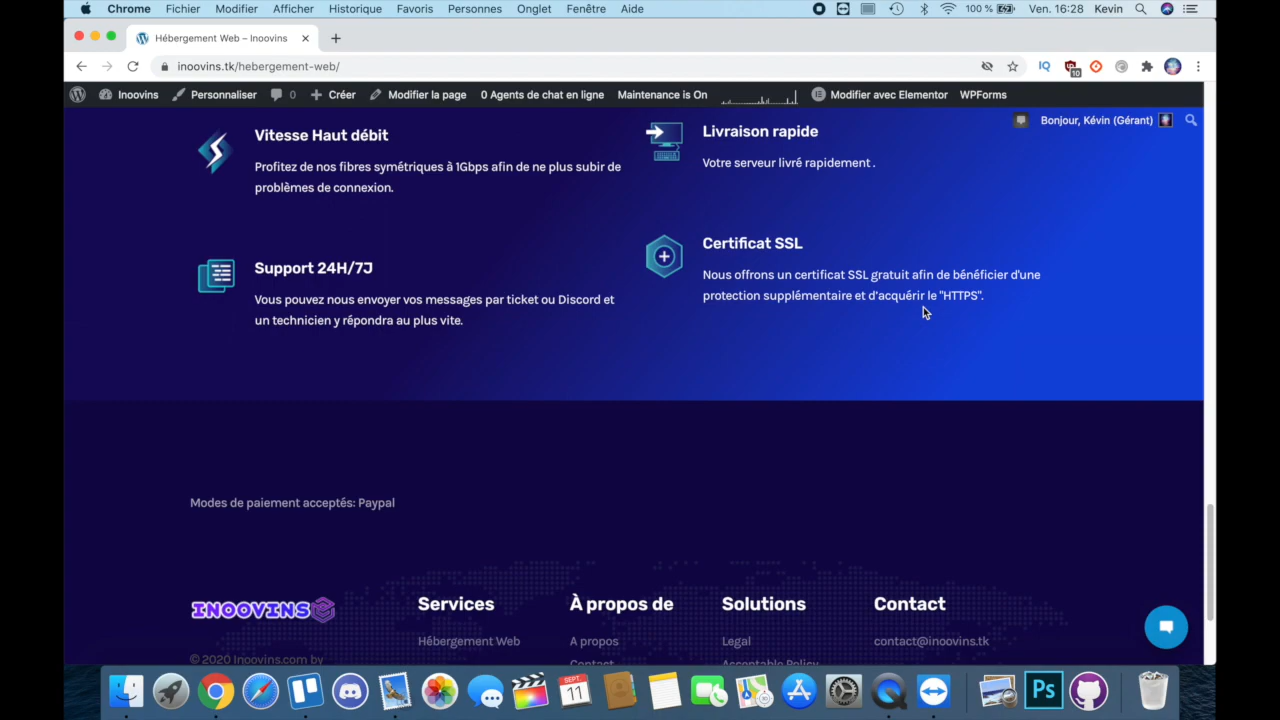 Chrome Fichier Modifier Afficher Historique Favoris Personnes Onglet Fenêtre Aide 100 % Ven. 16:28 Kevin
Hébergement Web – Inoovins
inoovins.tk/hebergement-web/
10
Inoovins Personnaliser 0 Créer Modifier la page 0 Agents de chat en ligne Maintenance is On Modifier avec Elementor WPForms
Bonjour, Kévin (Gérant)
Vitesse Haut débit
Profitez de nos fibres symétriques à 1Gbps afin de ne plus subir de
problèmes de connexion.
Livraison rapide
Votre serveur livré rapidement .
Support 24H/7J
Vous pouvez nous envoyer vos messages par ticket ou Discord et
un technicien y répondra au plus vite.
Certificat SSL
Nous offrons un certificat SSL gratuit afin de bénéficier d'une
protection supplémentaire et d'acquérir le "HTTPS".
Modes de paiement acceptés: Paypal
INOOVINS
© 2020 Inoovins.com by
Services
Hébergement Web
À propos de
A propos
Contact
Solutions
Legal
Acceptable Policy
Contact
contact@inoovins.tk
SEPT.
11
Ps